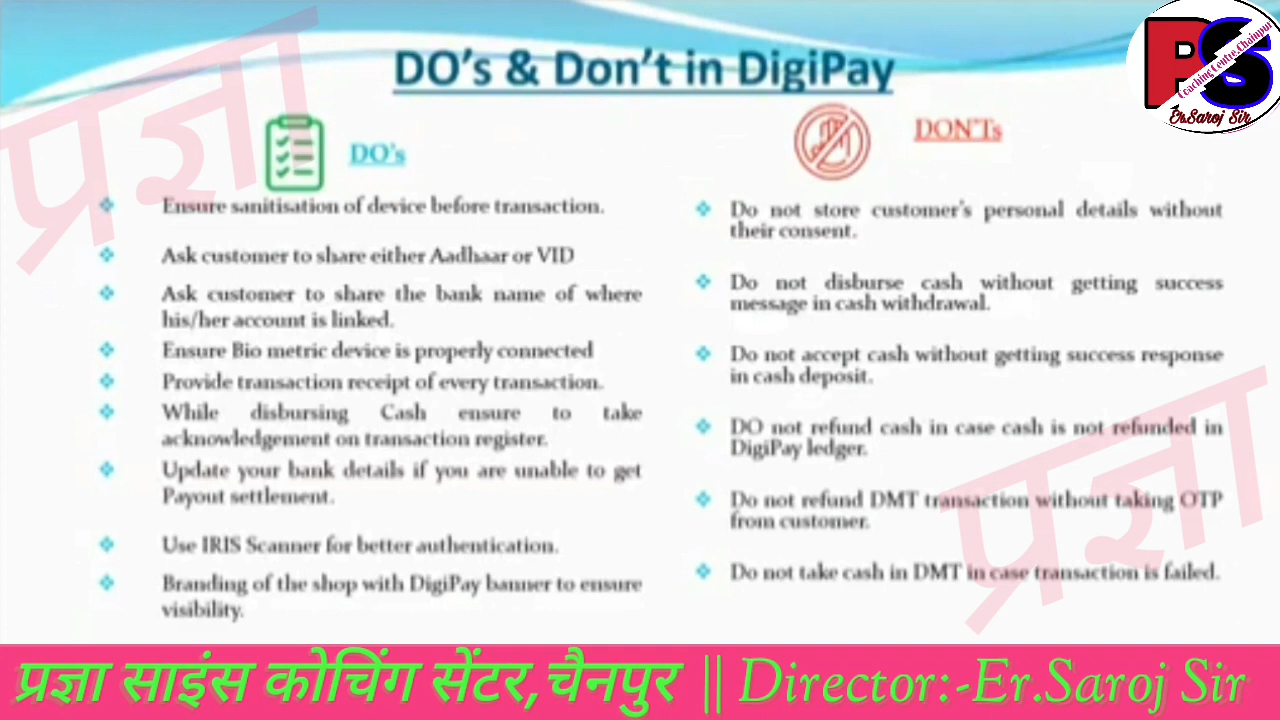 DO's & Don't in DigiPay
DO's
Ensure sanitisation of device before transaction.
Ask customer to share either Aadhaar or VID
Ask customer to share the bank name of where
his/her account is linked.
Ensure Bio metric device is properly connected
Provide transaction receipt of every transaction.
While disbursing Cash ensure to take
acknowledgement on transaction register.
Update your bank details if you are unable to get
Payout settlement.
Use IRIS Scanner for better authentication.
Branding of the shop with DigiPay banner to ensure
visibility.
DON'Ts
Do not store customer's personal details without
their consent.
Do not disburse cash without getting success
message in cash withdrawal.
Do not accept cash without getting success response
in cash deposit.
DO not refund cash in case cash is not refunded in
DigiPay ledger.
Do not refund DMT transaction without taking OTP
from customer.
Do not take cash in DMT in case transaction is failed.
प्रज्ञा
प्रज्ञा
PS
Coaching Centre,Chainpur
Er.Saroj Sir
प्रज्ञा साइंस कोचिंग सेंटर,चैनपुर || Director:-Er.Saroj Sir